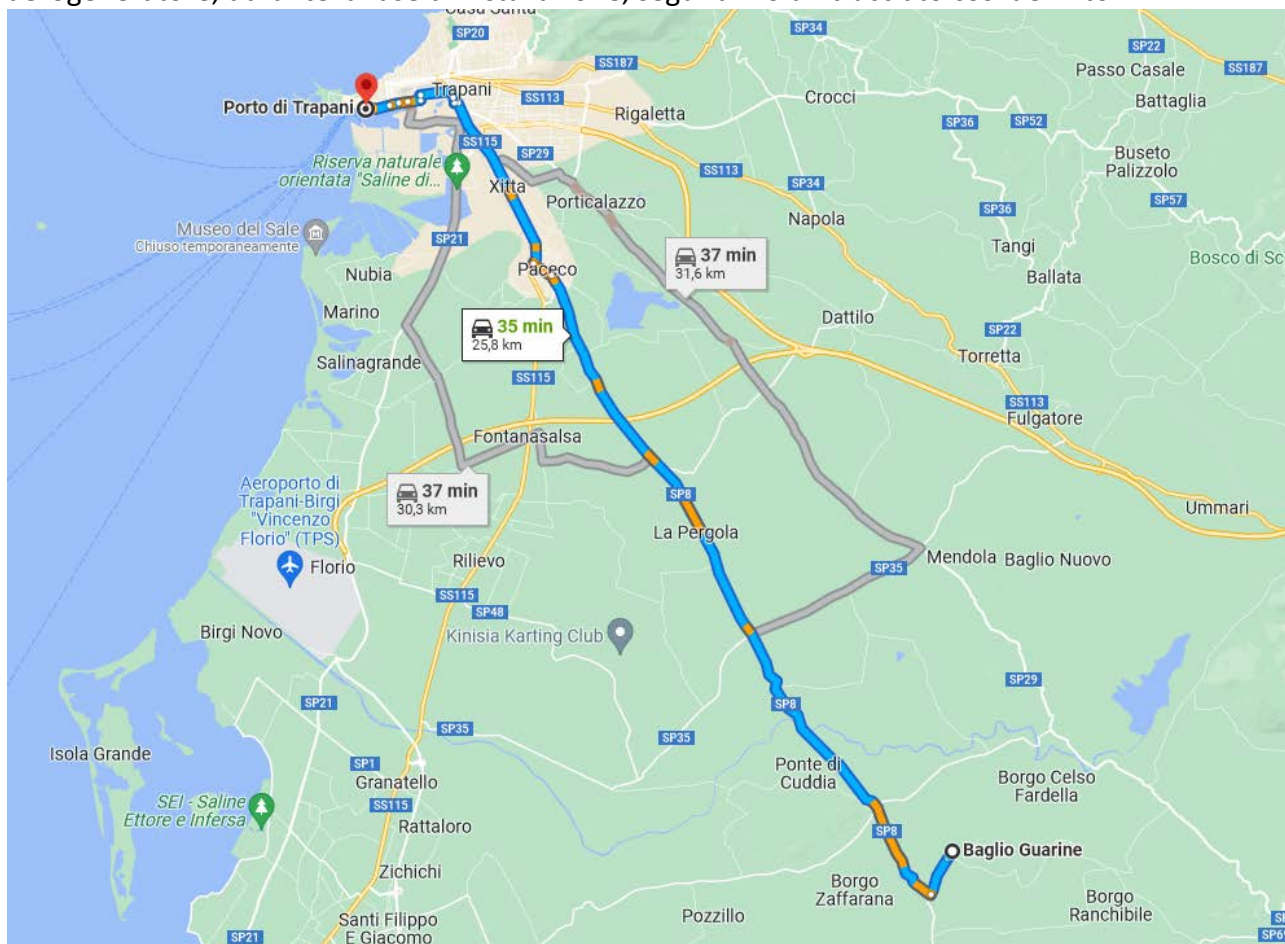 Casa Santa
SP20
SS187
SP34
SP22
SS187
Passo Casale
Trapani
Porto di Trapani
SS113
Crocci
Battaglia
Rigaletta
SP36
SP52
SS115
SP29
Buseto
Palizzolo
Riserva naturale
orientata "Saline di...
SS113
SP34
Xitta
SP57
Porticalazzo
Napola
SP36
Museo del Sale
Chiuso temporaneamente
SP21
Tangi
37 min
31,6 km
Bosco di Sc
Nubia
Paceco
Ballata
Marino
35 min
25,8 km
Dattilo
SP22
Torretta
Salinagrande
SS115
SS113
Fulgatore
Fontanasalsa
Aeroporto di
Trapani-Birgi
"Vincenzo
Florio" (TPS)
37 min
30,3 km
SP8
Ummari
La Pergola
Mendola
Baglio Nuovo
Florio
Rilievo
SP35
SS115
SP48
Birgi Novo
Kinisia Karting Club
SP29
SP21
SP8
SP35
SP35
Isola Grande
SP1
Ponte di
Cuddia
Granatello
Borgo Celso
Fardella
SEI - Saline
Ettore e Infersa
SS115
Rattaloro
SP8
Baglio Guarine
Zichichi
Borgo
Zaffarana
Borgo
Ranchibile
Santi Filippo
E Giacomo
Pozzillo
SP21